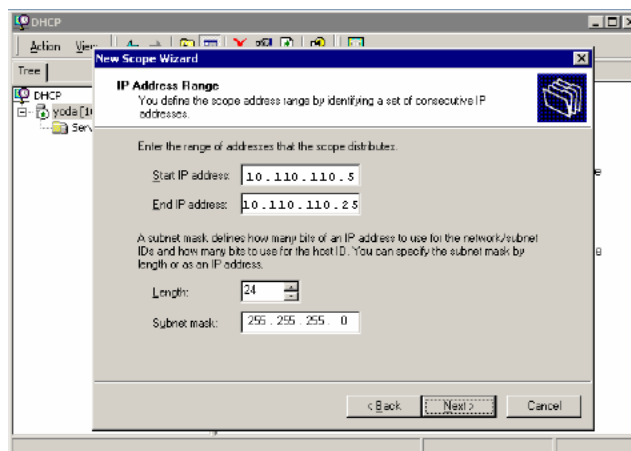 DHCP
Action View
Tree
DHCP
yoda [1
Serv
New Scope Wizard
IP Address Range
You define the scope address range by identifying a set of consecutive IP
addresses.
Enter the range of addresses that the scope distributes.
Start IP address: 10.110.110.5
End IP address: 10.110.110.25
A subnet mask defines how many bits of an IP address to use for the network/subnet
IDs and how many bits to use for the host ID. You can specify the subnet mask by
length or as an IP address.
Length: 24
Subnet mask: 255 . 255 . 255 . 0
< Back
Next >
Cancel